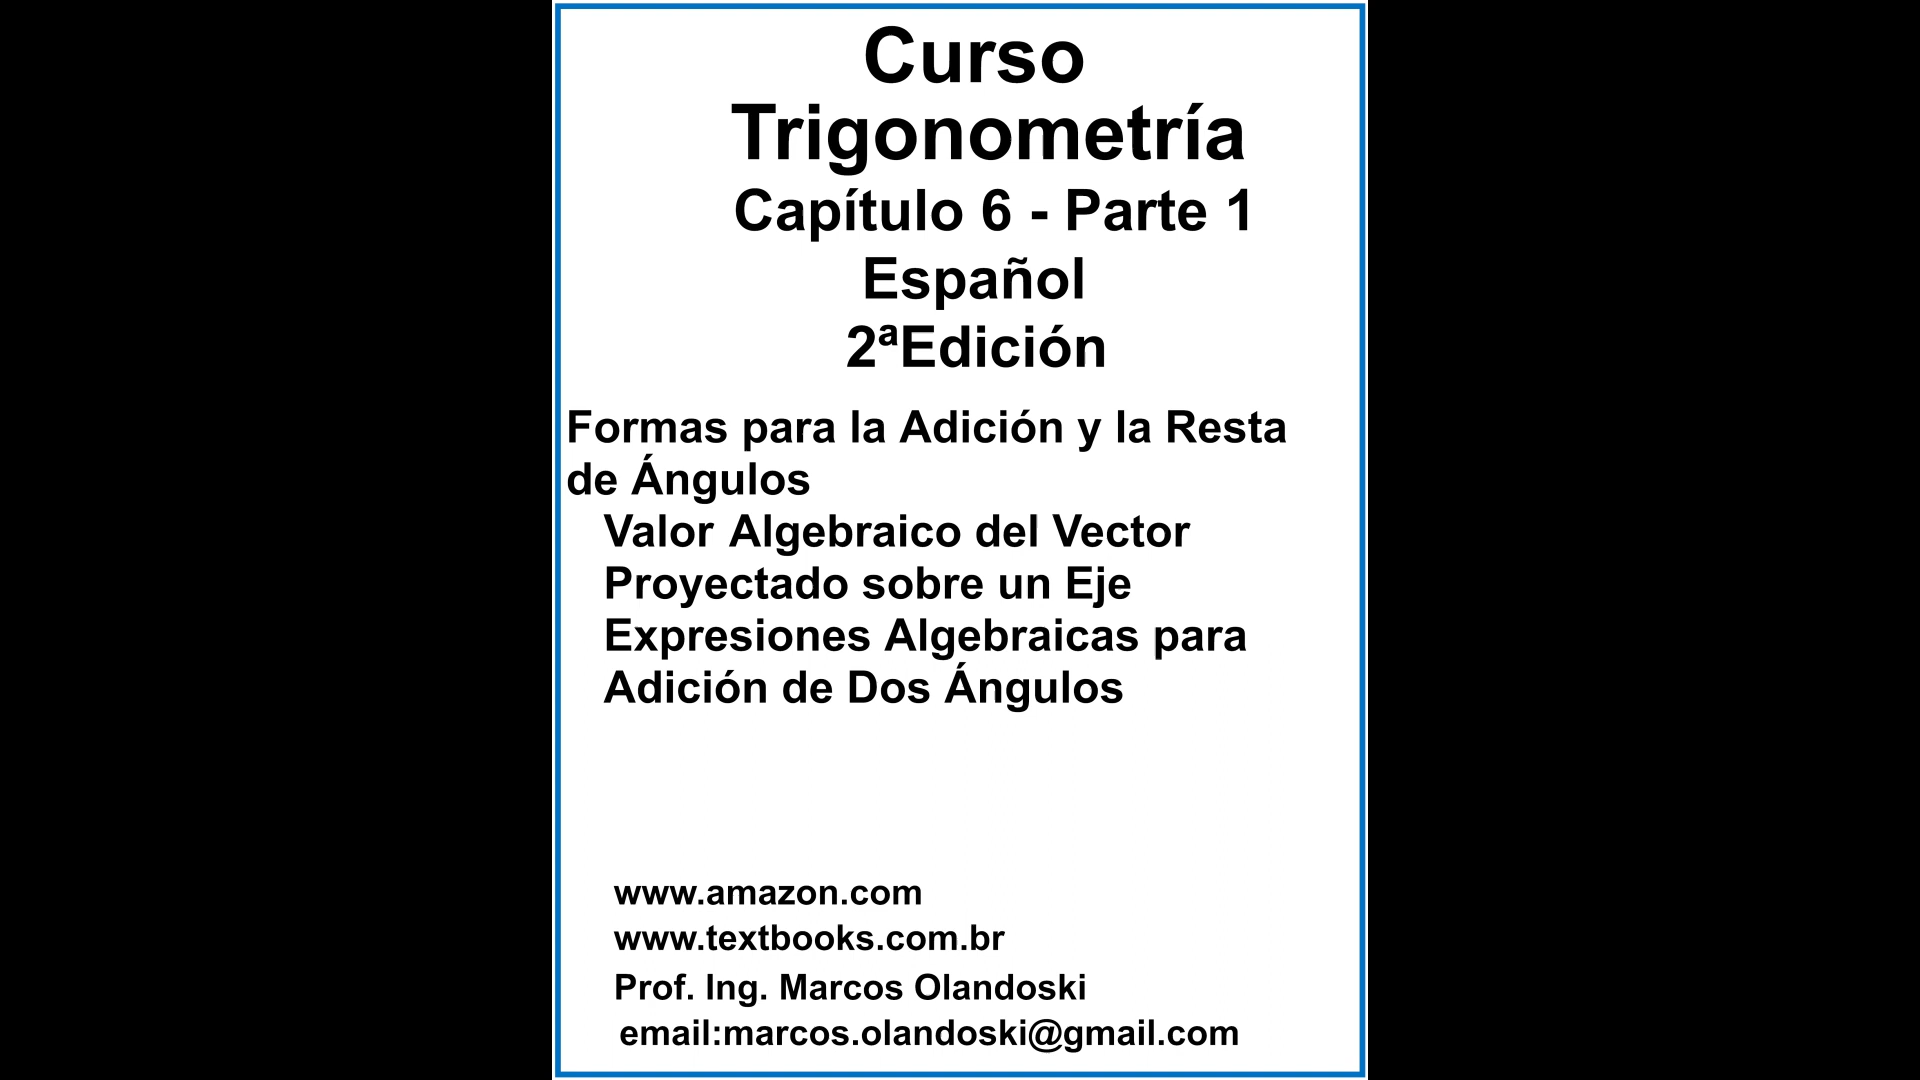 Curso
Trigonometría
Capítulo 6 - Parte 1
Español
2ªEdición
Formas para la Adición y la Resta
de Ángulos
Valor Algebraico del Vector
Proyectado sobre un Eje
Expresiones Algebraicas para
Adición de Dos Ángulos
www.amazon.com
www.textbooks.com.br
Prof. Ing. Marcos Olandoski
email:marcos.olandoski@gmail.com